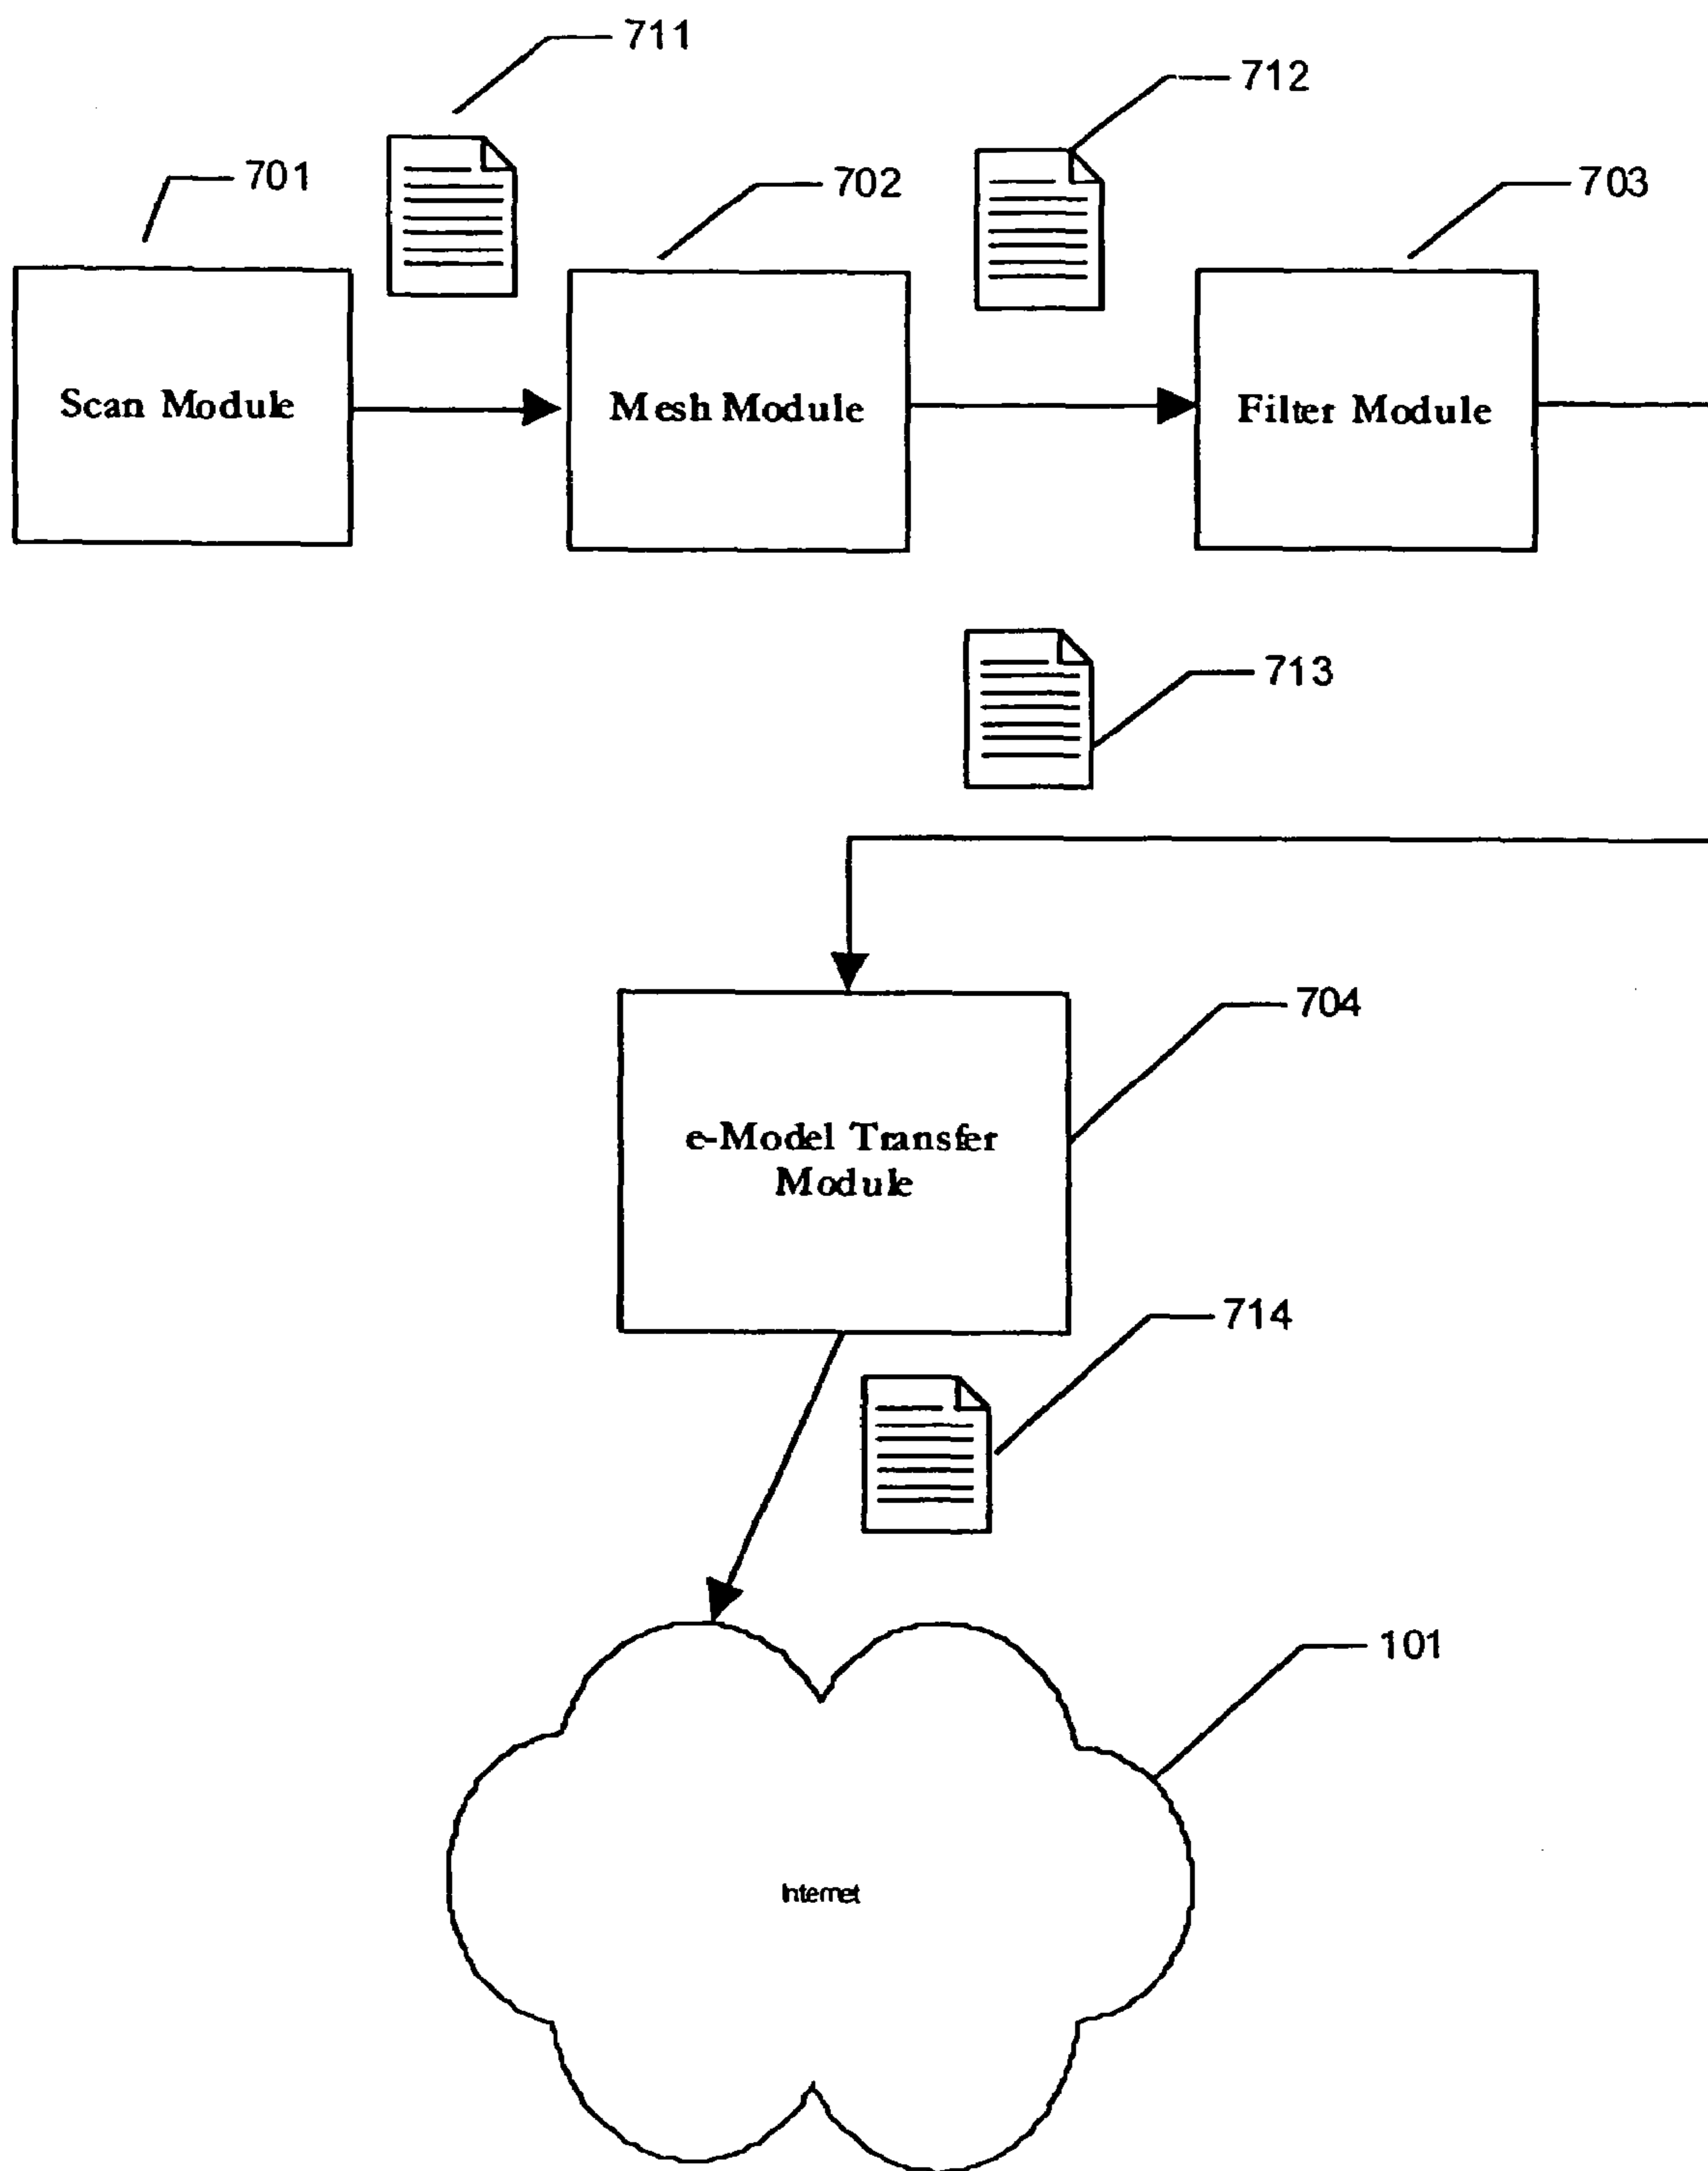 711
712
701
702
703
Scan Module
Mesh Module
Filter Module
713
704
e-Model Transfer
Module
714
101
Internet